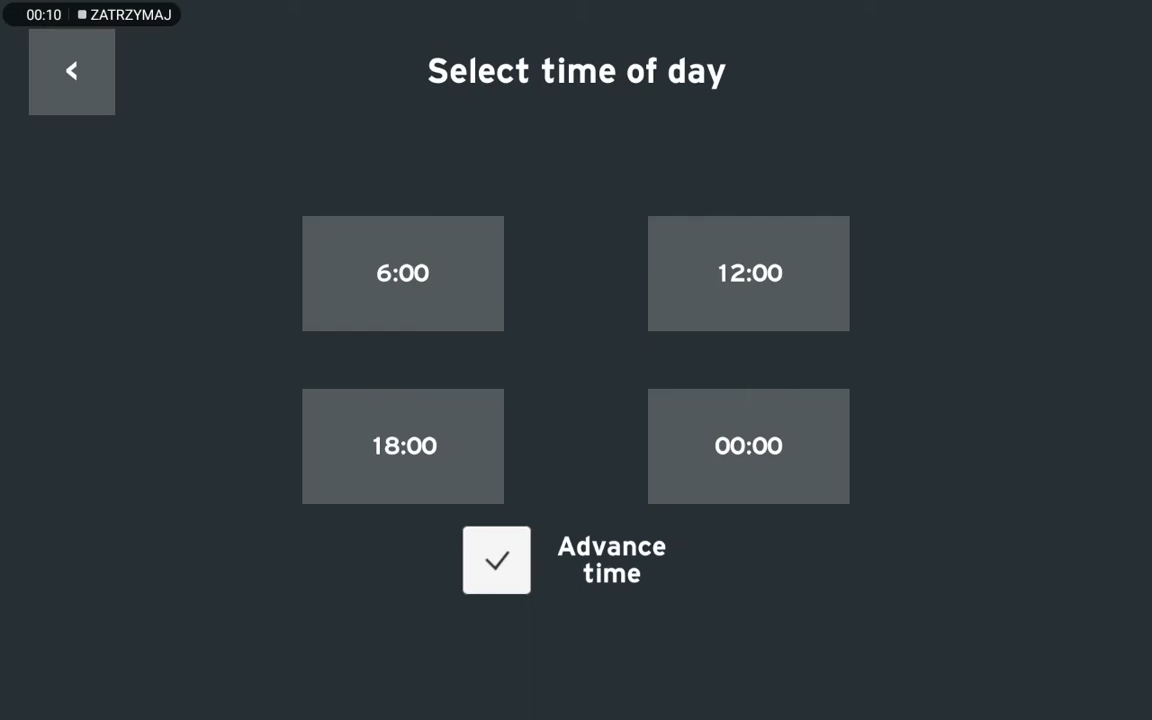 00:10 ZATRZYMAJ
<
Select time of day
6:00
12:00
18:00
00:00
Advance
time